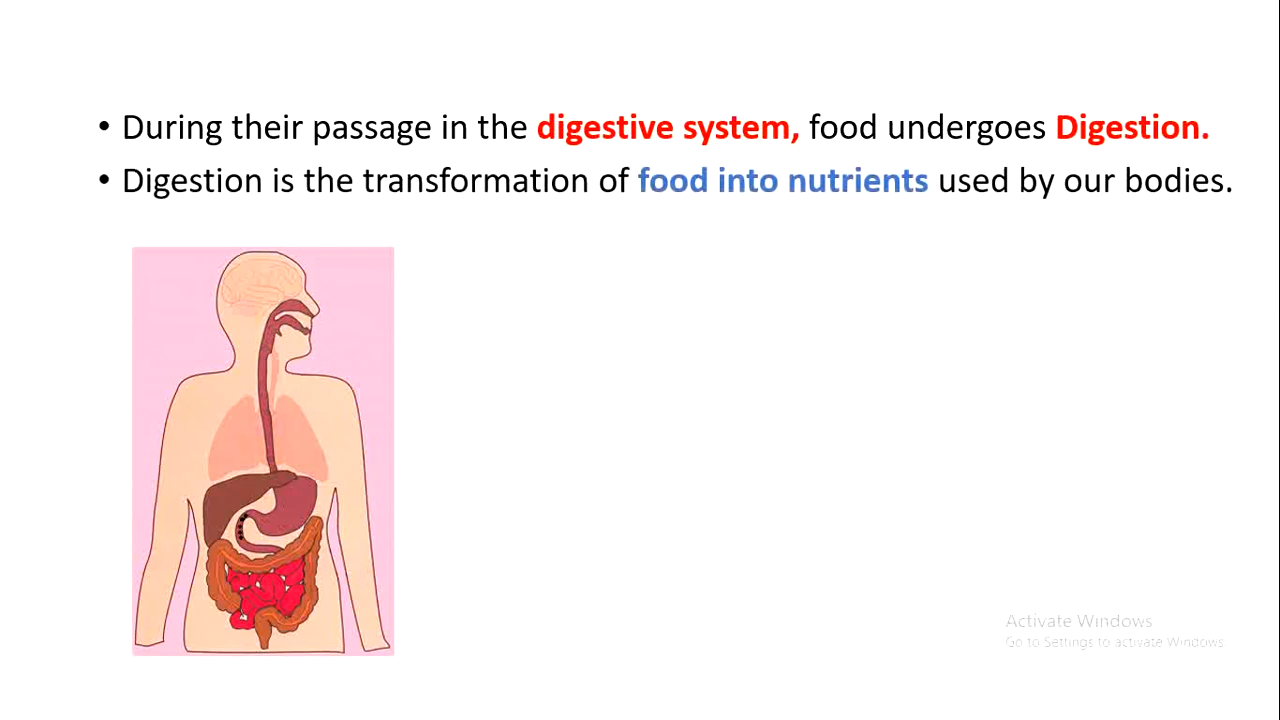 • During their passage in the digestive system, food undergoes Digestion.
• Digestion is the transformation of food into nutrients used by our bodies.
Activate Windows
Go to Settings to activate Windows